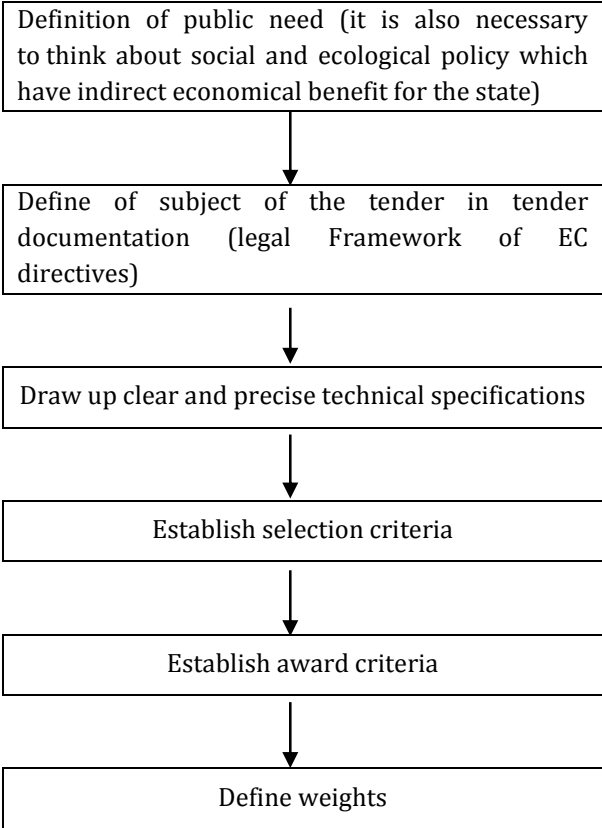 Definition of public need (it is also necessary
to think about social and ecological policy which
have indirect economical benefit for the state)
Define of subject of the tender in tender
documentation (legal Framework of EC
directives)
Draw up clear and precise technical specifications
Establish selection criteria
Establish award criteria
Define weights